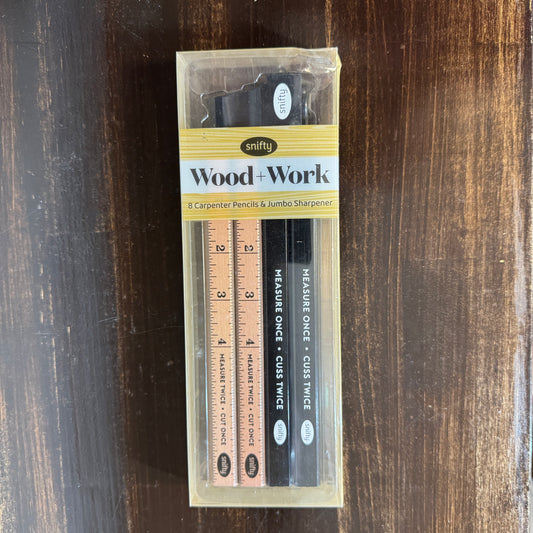 snifty
snifty
Wood+Work
8 Carpenter Pencils & Jumbo Sharpener
2
3
4
MEASURE TWICE • CUT ONCE
snifty
2
3
4
MEASURE TWICE • CUT ONCE
snifty
MEASURE ONCE • CUSS TWICE
snifty
MEASURE ONCE • CUSS TWICE
snifty